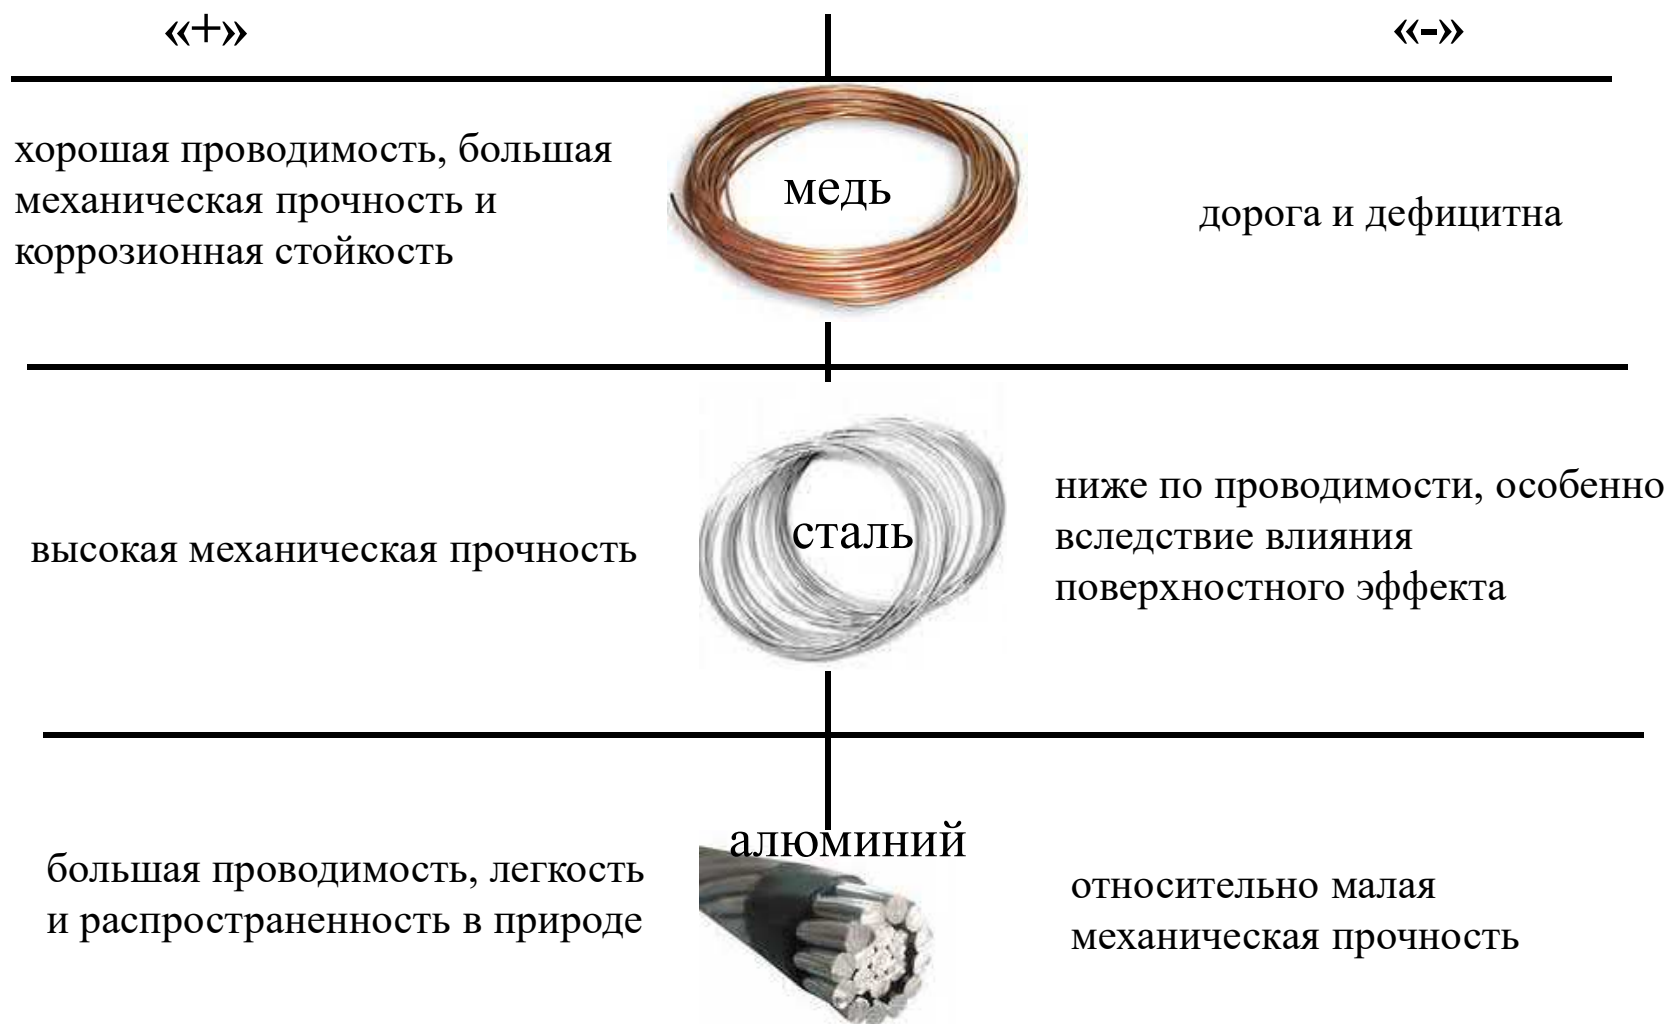 «+»
«-»
хорошая проводимость, большая
механическая прочность и
коррозионная стойкость
медь
дорога и дефицитна
высокая механическая прочность
сталь
ниже по проводимости, особенно
вследствие влияния
поверхностного эффекта
большая проводимость, легкость
и распространенность в природе
алюминий
относительно малая
механическая прочность